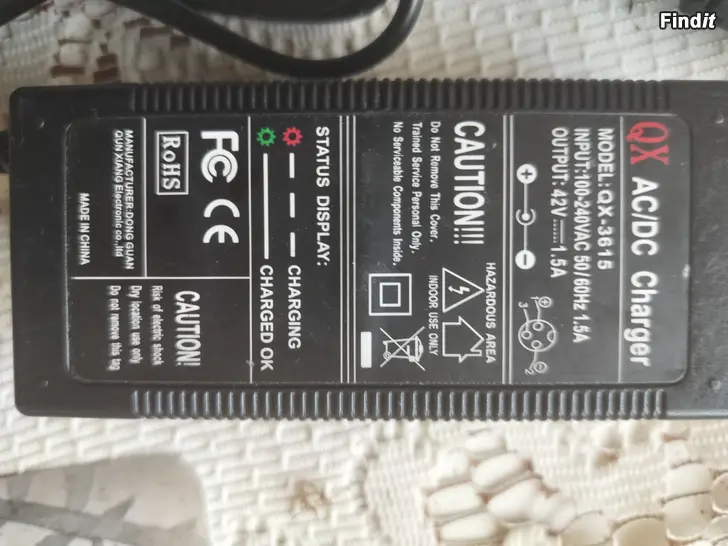 Findit
QX AC/DC Charger
MODEL: QX-3615
INPUT:100-240VAC 50/60Hz 1.5A
OUTPUT: 42V 1.5A
1
2
3
CAUTION!!!
Do Not Remove This Cover.
Trained Service Personal Only.
No Serviceable Components Inside.
HAZARDOUS AREA
INDOOR USE ONLY
STATUS DISPLAY:
CHARGING
CHARGED OK
FC CE
RoHS
CAUTION!
Risk of electric shock
Dry location use only
Do not remove this tag
MANUFACTURER:DONG GUAN
QUN XIANG Electronic co.,ltd
MADE IN CHINA